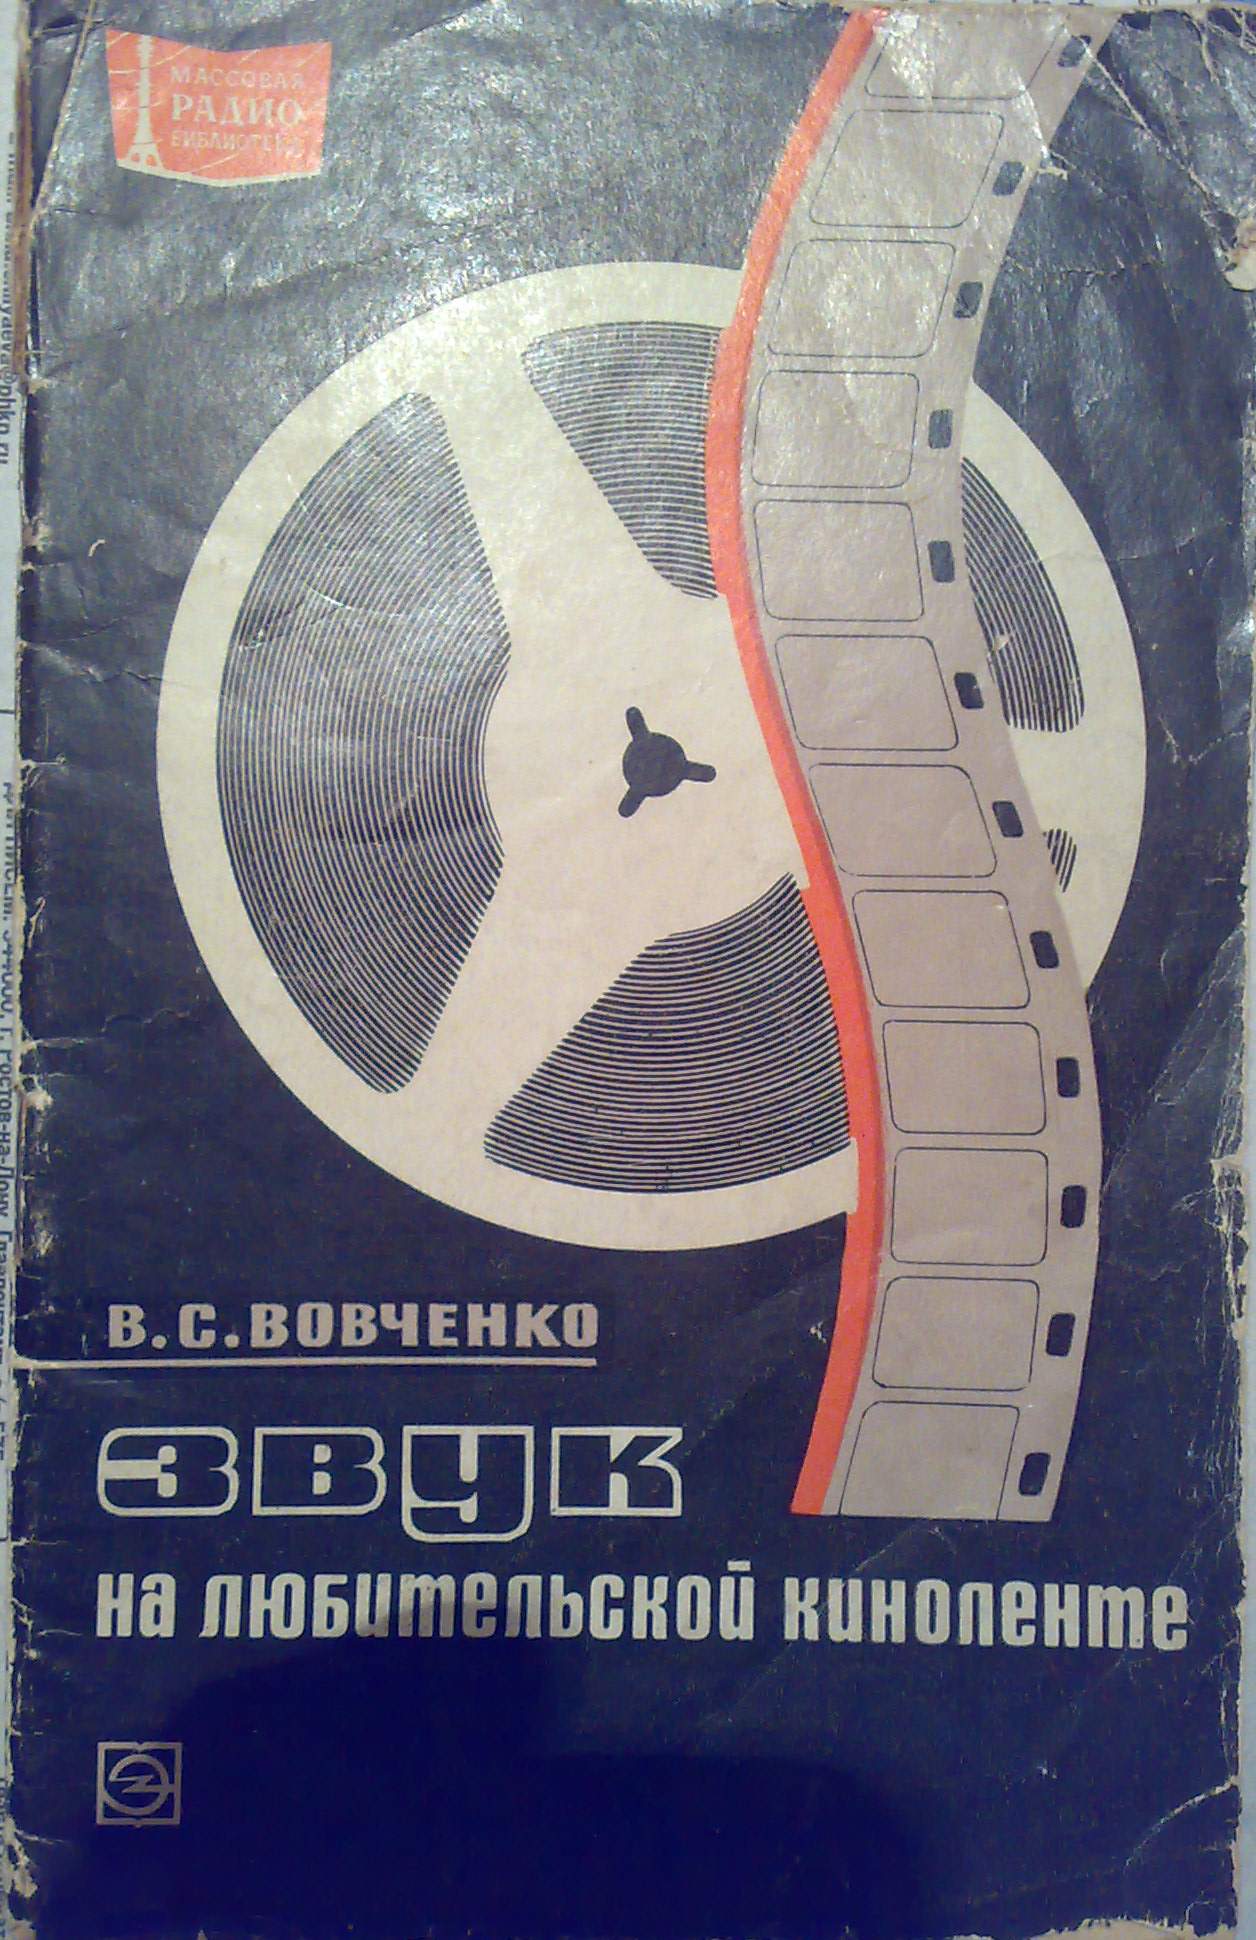 МАССОВАЯ
РАДИО
БИБЛИОТЕКА
В.С.ВОВЧЕНКО
ЗВУК
на любительской киноленте